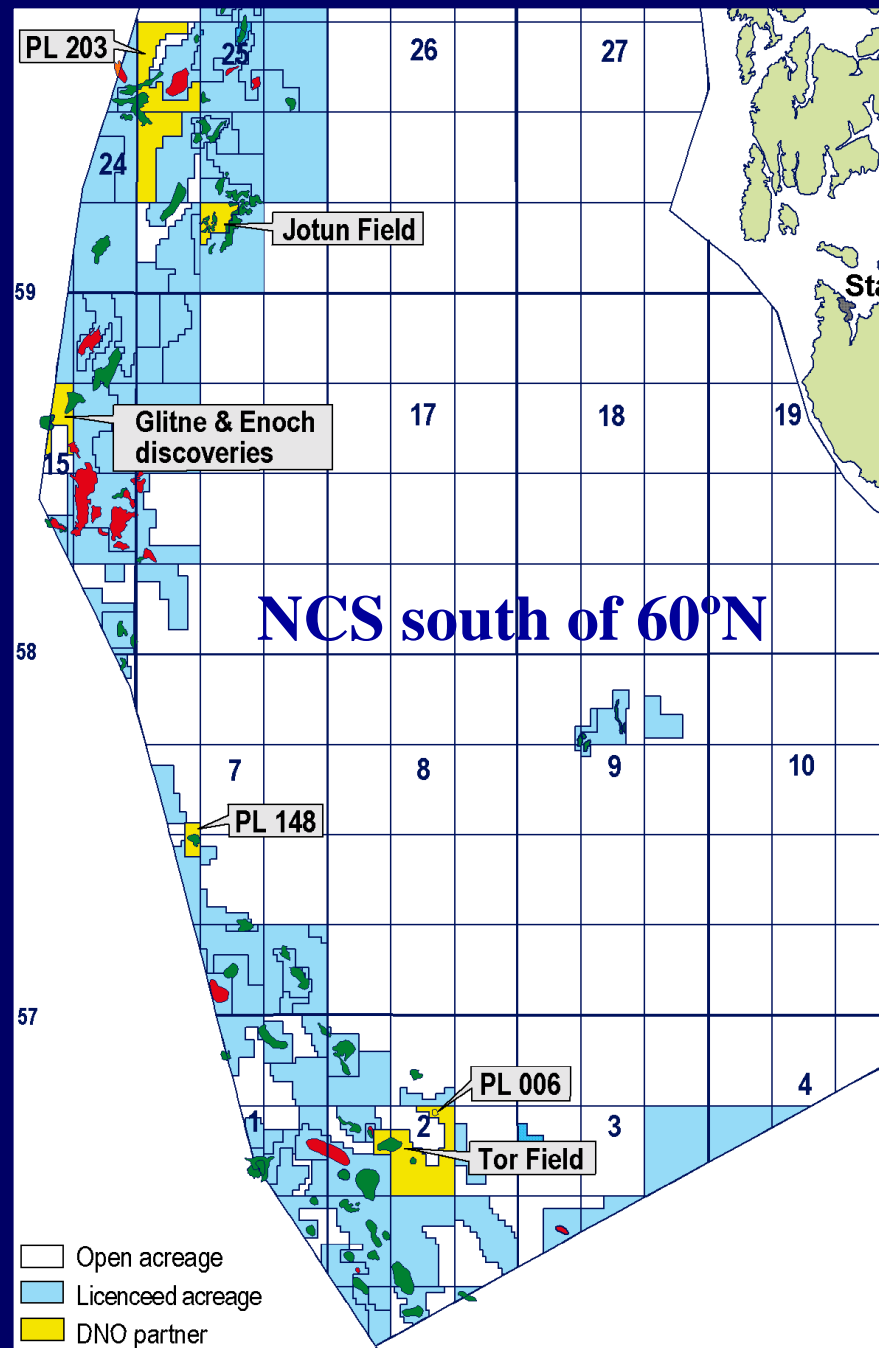 PL 203
25
26
27
24
Jotun Field
59
Sta
Glitne & Enoch
discoveries
17
18
19
15
NCS south of 60ºN
58
7
8
9
10
PL 148
57
PL 006
4
1
2
3
Tor Field
Open acreage
Licenceed acreage
DNO partner